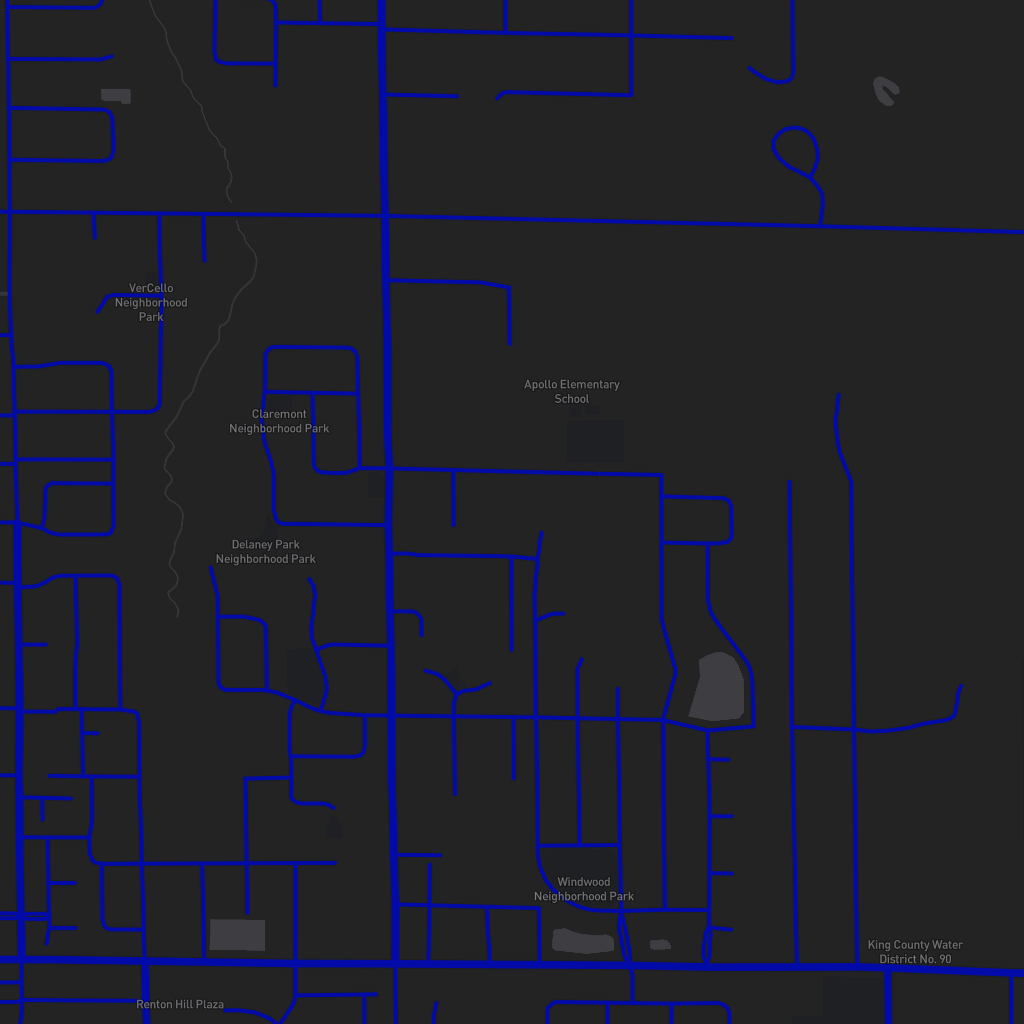 VerCello
Neighborhood
Park
Apollo Elementary
School
Claremont
Neighborhood Park
Delaney Park
Neighborhood Park
Windwood
Neighborhood Park
King County Water
District No. 90
Renton Hill Plaza